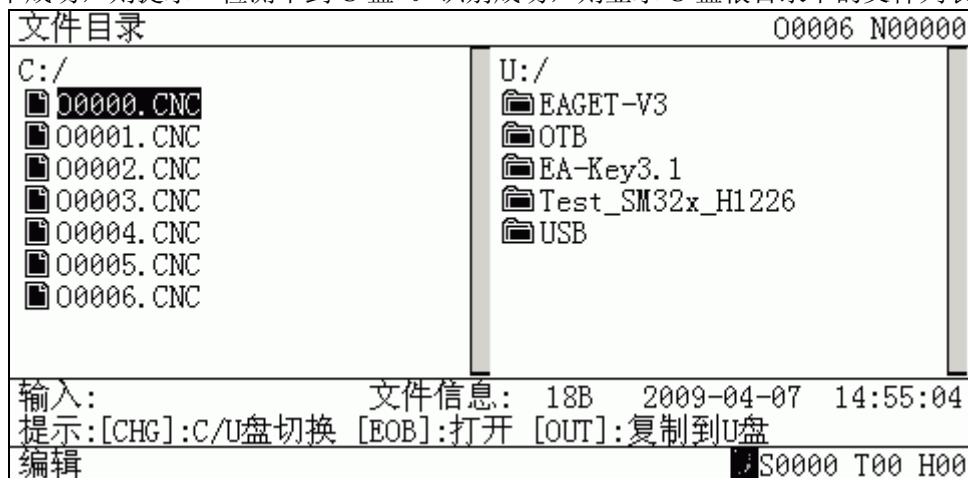 文件目录 O0006 N00000
C:/
O0000.CNC
O0001.CNC
O0002.CNC
O0003.CNC
O0004.CNC
O0005.CNC
O0006.CNC
U:/
EAGET-V3
OTB
EA-Key3.1
Test_SM32x_H1226
USB
输入: 文件信息: 18B 2009-04-07 14:55:04
提示:[CHG]:C/U盘切换 [EOB]:打开 [OUT]:复制到U盘
编辑 S0000 T00 H00